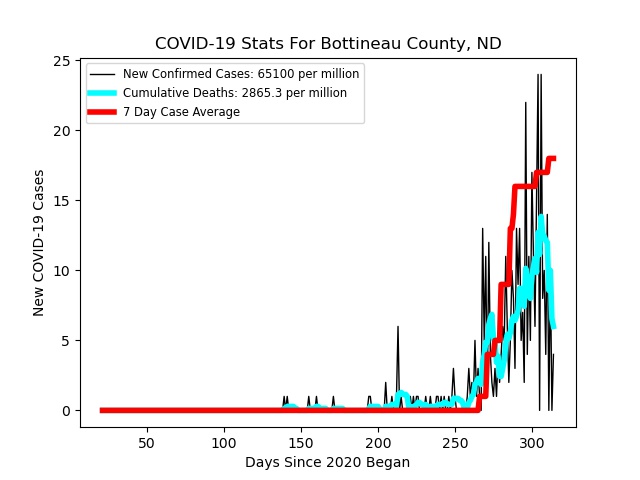 COVID-19 Stats For Bottineau County, ND
New Confirmed Cases: 65100 per million
Cumulative Deaths: 2865.3 per million
7 Day Case Average
New COVID-19 Cases
25
20
15
10
5
0
50 100 150 200 250 300
Days Since 2020 Began